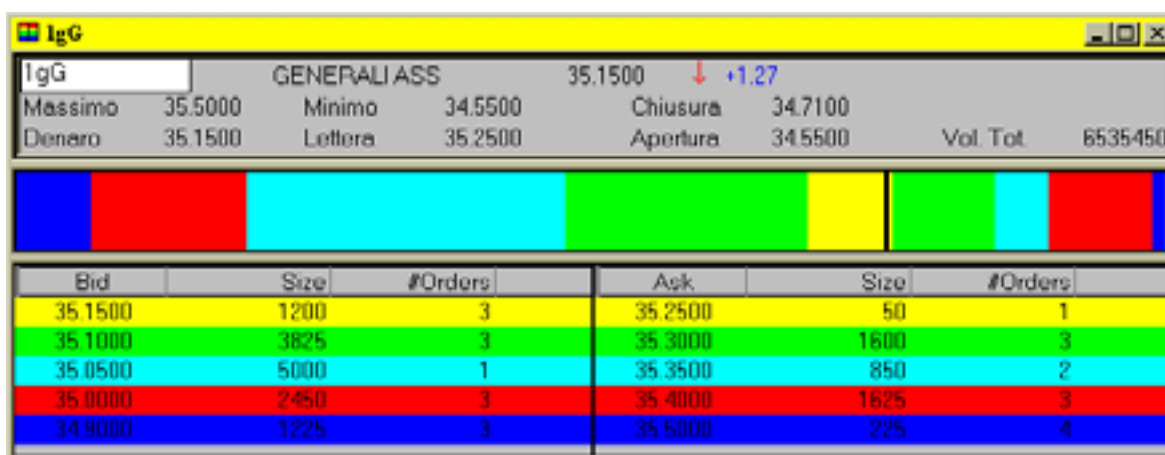 1gG
1gG GENERALI ASS 35.1500 ↓ +1.27
Massimo 35.5000 Minimo 34.5500 Chiusura 34.7100
Denaro 35.1500 Lettera 35.2500 Apertura 34.5500 Vol. Tot. 6535450
Bid Size #Orders Ask Size #Orders
35.1500 1200 3 35.2500 50 1
35.1000 3825 3 35.3000 1600 3
35.0500 5000 1 35.3500 850 2
35.0000 2450 3 35.4000 1625 3
34.9000 1225 3 35.5000 225 4